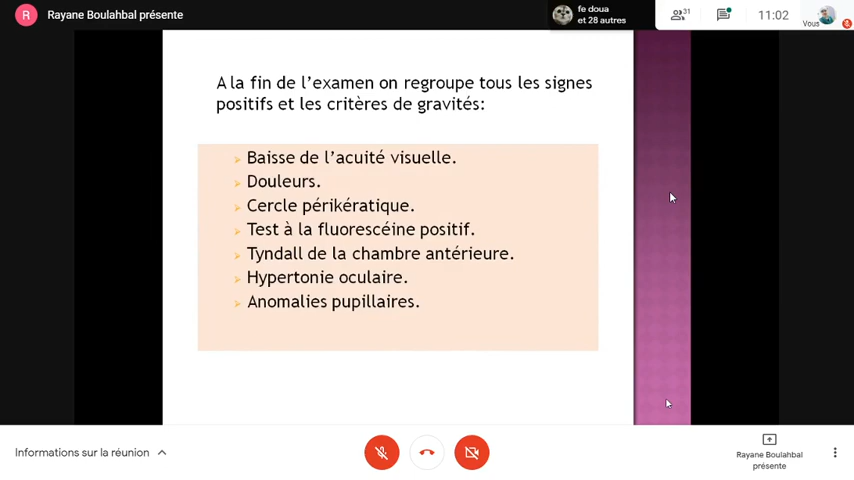 R
Rayane Boulahbal présente
fe doua
et 28 autres
31
11:02
Vous
A la fin de l'examen on regroupe tous les signes
positifs et les critères de gravités:
Baisse de l'acuité visuelle.
Douleurs.
Cercle périkératique.
Test à la fluorescéine positif.
Tyndall de la chambre antérieure.
Hypertonie oculaire.
Anomalies pupillaires.
Informations sur la réunion
Rayane Boulahbal
présente